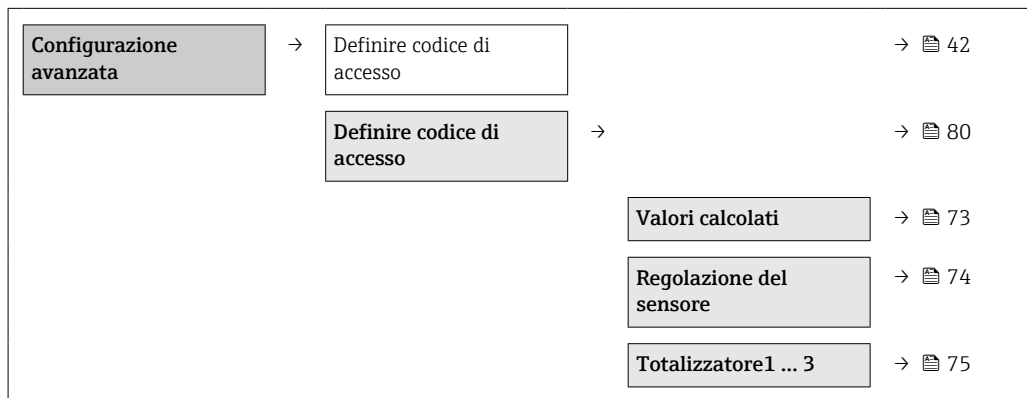 Configurazione avanzata → Definire codice di accesso → 42
Definire codice di accesso → → 80
Valori calcolati → 73
Regolazione del sensore → 74
Totalizzatore1 ... 3 → 75